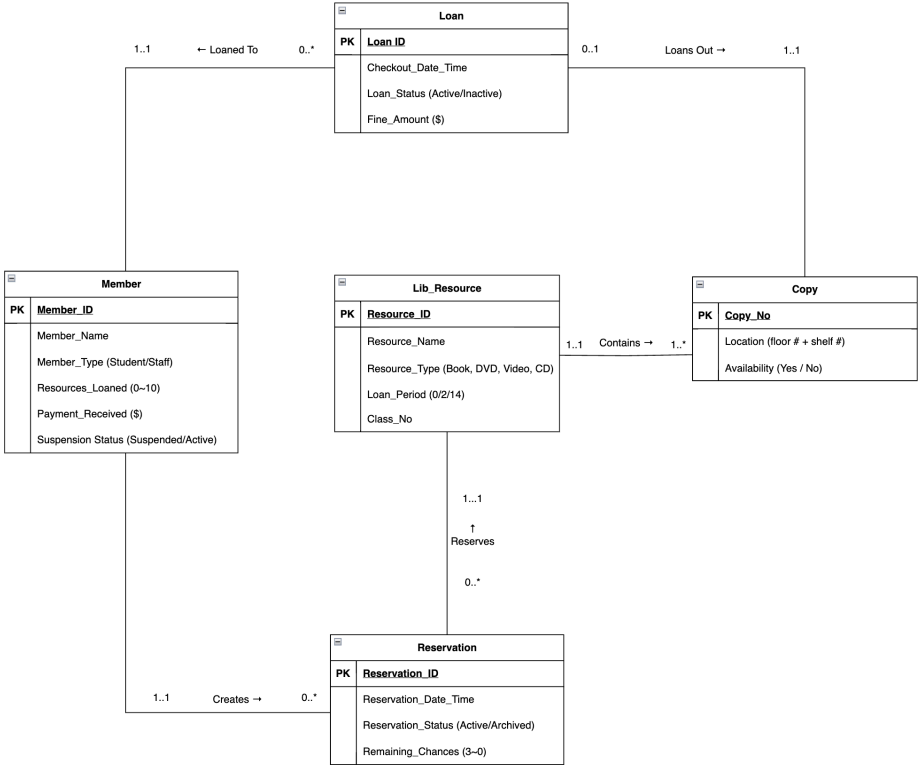 Loan
PK Loan ID
Checkout_Date_Time
Loan_Status (Active/Inactive)
Fine_Amount ($)
1..1 ← Loaned To 0..*
0..1 Loans Out → 1..1
Member
PK Member_ID
Member_Name
Member_Type (Student/Staff)
Resources_Loaned (0~10)
Payment_Received ($)
Suspension Status (Suspended/Active)
Lib_Resource
PK Resource_ID
Resource_Name
Resource_Type (Book, DVD, Video, CD)
Loan_Period (0/2/14)
Class_No
1..1 Contains → 1..*
Copy
PK Copy_No
Location (floor # + shelf #)
Availability (Yes / No)
1...1
↑
Reserves
0..*
1..1 Creates → 0..*
Reservation
PK Reservation_ID
Reservation_Date_Time
Reservation_Status (Active/Archived)
Remaining_Chances (3~0)